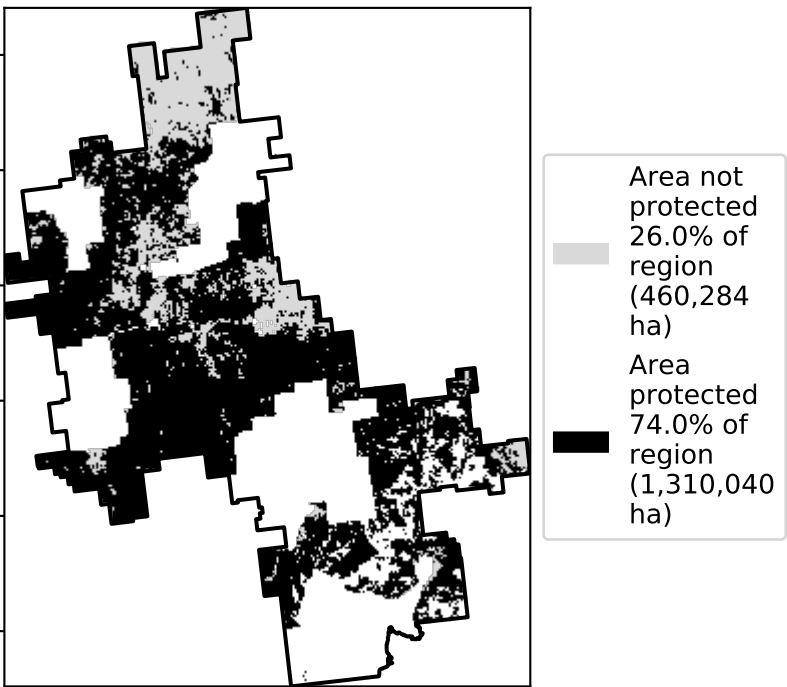 Area not
protected
26.0% of
region
(460,284
ha)
Area
protected
74.0% of
region
(1,310,040
ha)